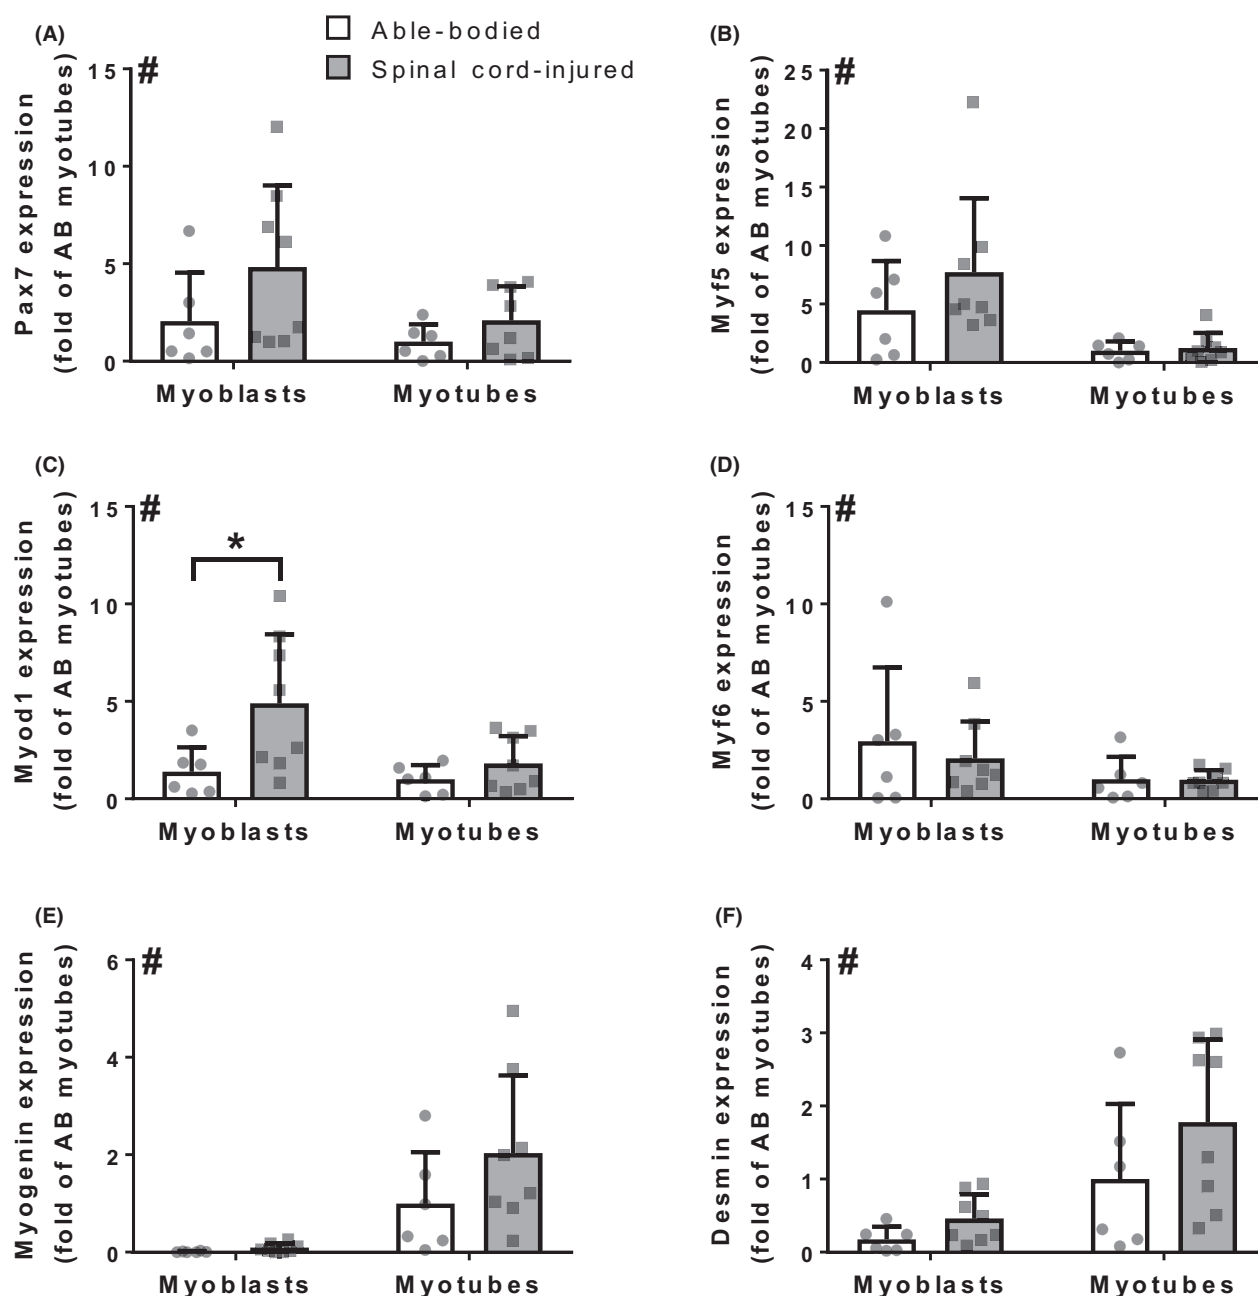 Able-bodied
Spinal cord-injured
(A)
Pax7 expression
(fold of AB myotubes)
#
15
10
5
0
Myoblasts
Myotubes
(B)
Myf5 expression
(fold of AB myotubes)
#
25
20
15
10
5
0
Myoblasts
Myotubes
(C)
Myod1 expression
(fold of AB myotubes)
#
*
15
10
5
0
Myoblasts
Myotubes
(D)
Myf6 expression
(fold of AB myotubes)
#
15
10
5
0
Myoblasts
Myotubes
(E)
Myogenin expression
(fold of AB myotubes)
#
6
4
2
0
Myoblasts
Myotubes
(F)
Desmin expression
(fold of AB myotubes)
#
4
3
2
1
0
Myoblasts
Myotubes